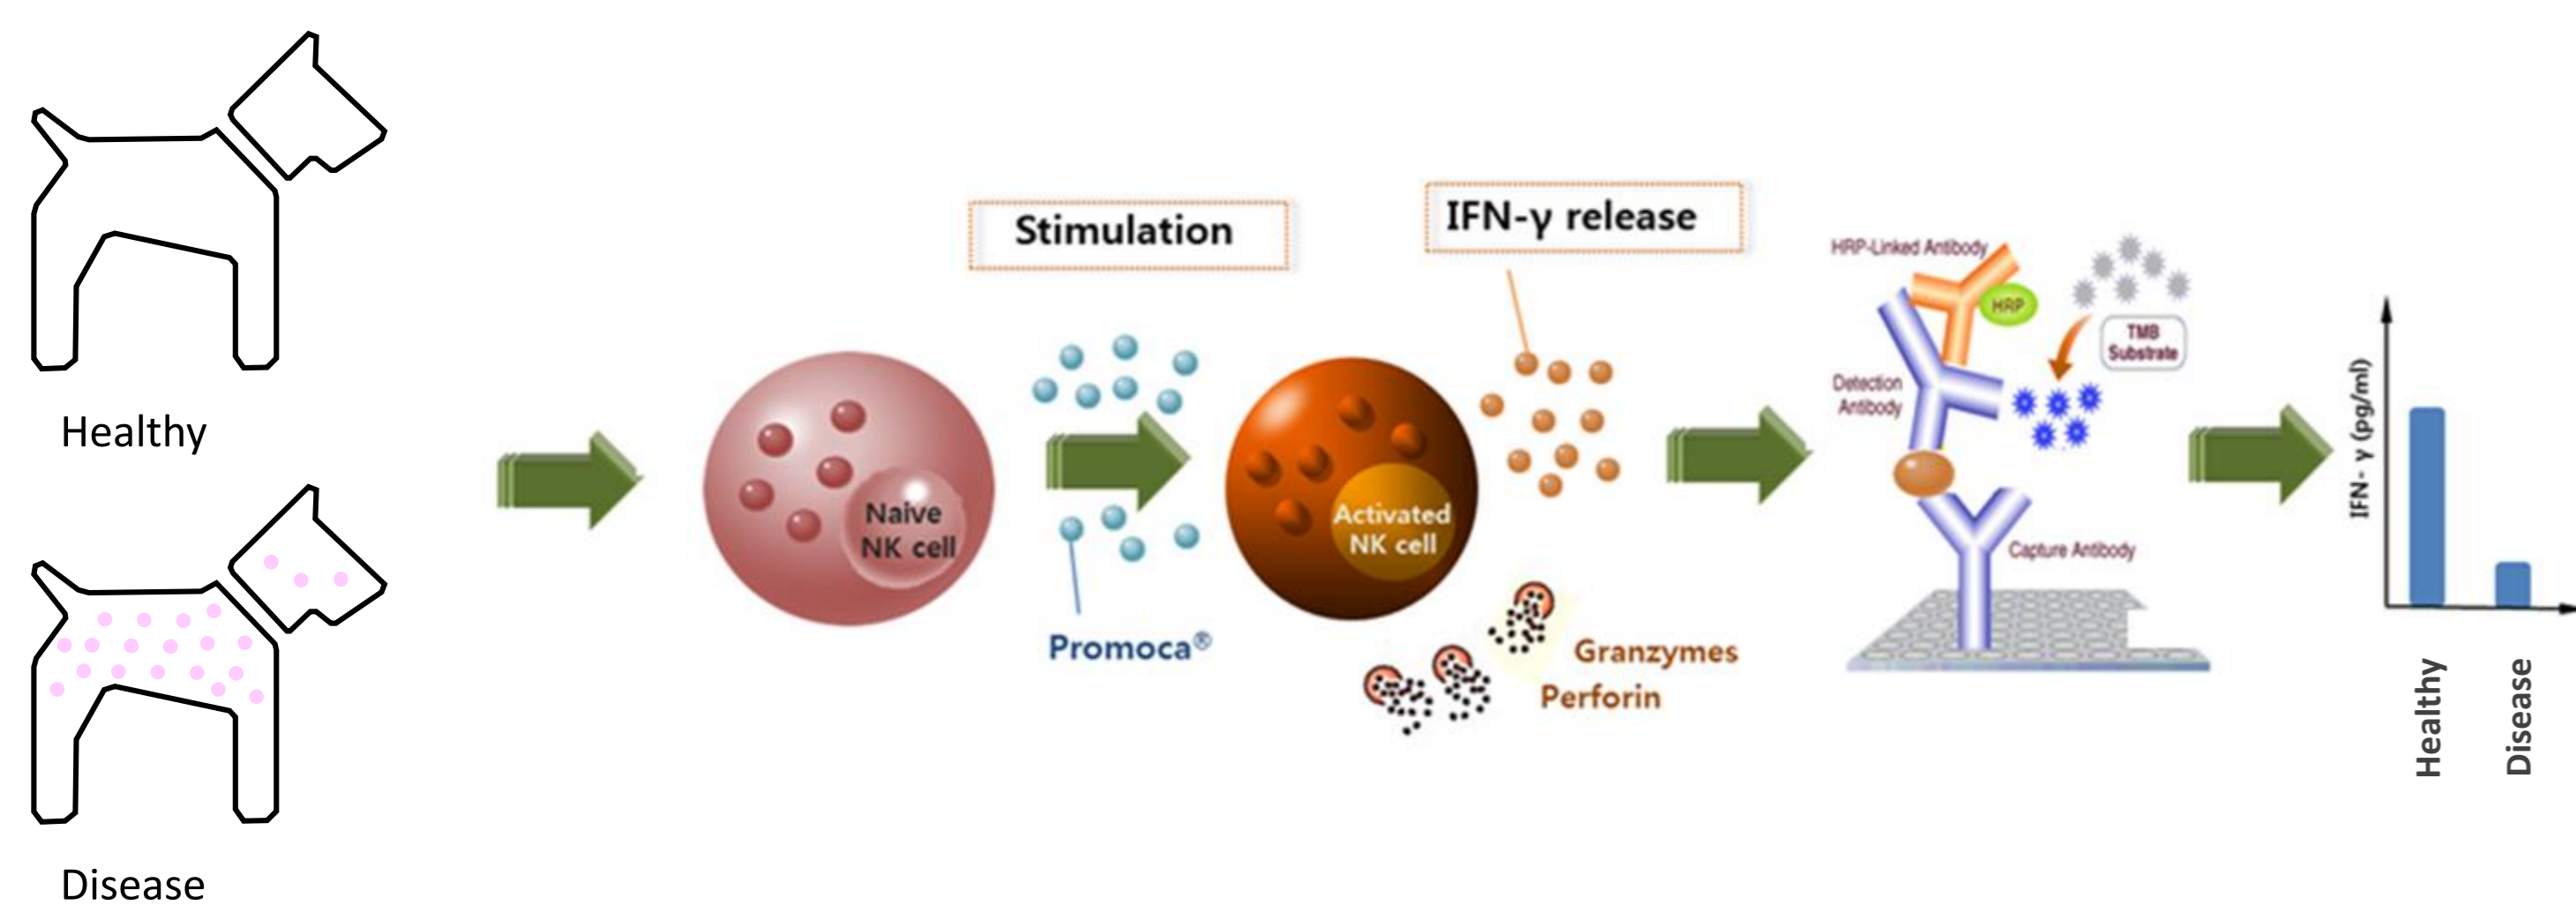 Healthy
Disease
Naive
NK cell
Stimulation
Promoca®
IFN-γ release
Activated
NK cell
Granzymes
Perforin
HRP-Linked Antibody
HRP
TMB
Substrate
Detection
Antibody
Capture Antibody
IFN- γ (pg/ml)
Healthy
Disease